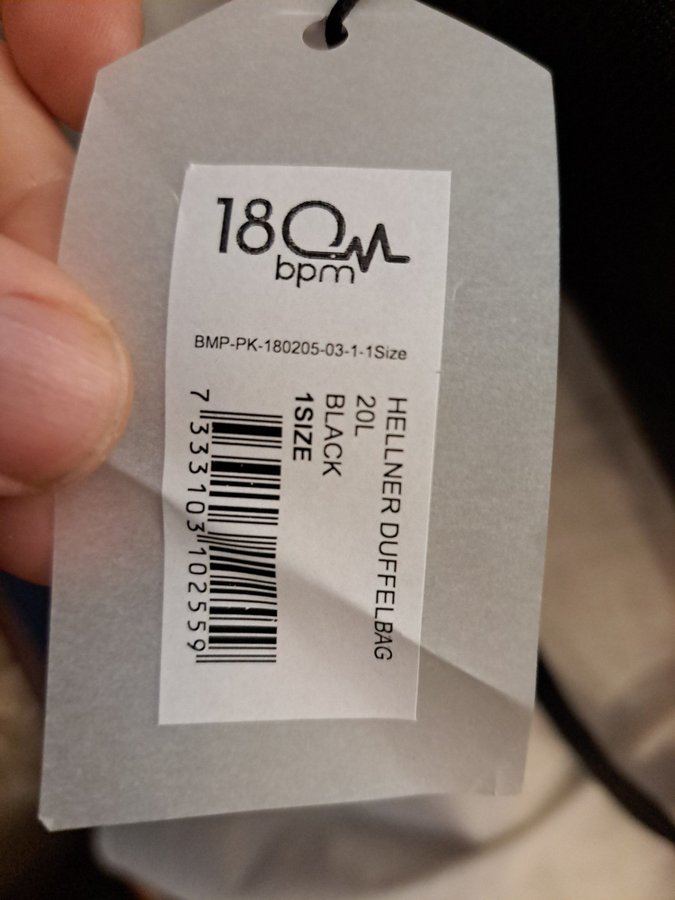 180
bpm
BMP-PK-180205-03-1-1Size
HELLNER DUFFELBAG
20L
BLACK
1SIZE
7 333103 102559